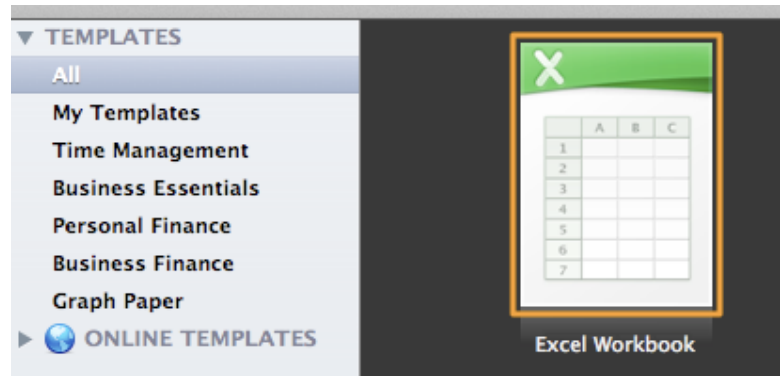 TEMPLATES
All
My Templates
Time Management
Business Essentials
Personal Finance
Business Finance
Graph Paper
ONLINE TEMPLATES
X
A B C
1
2
3
4
5
6
7
Excel Workbook